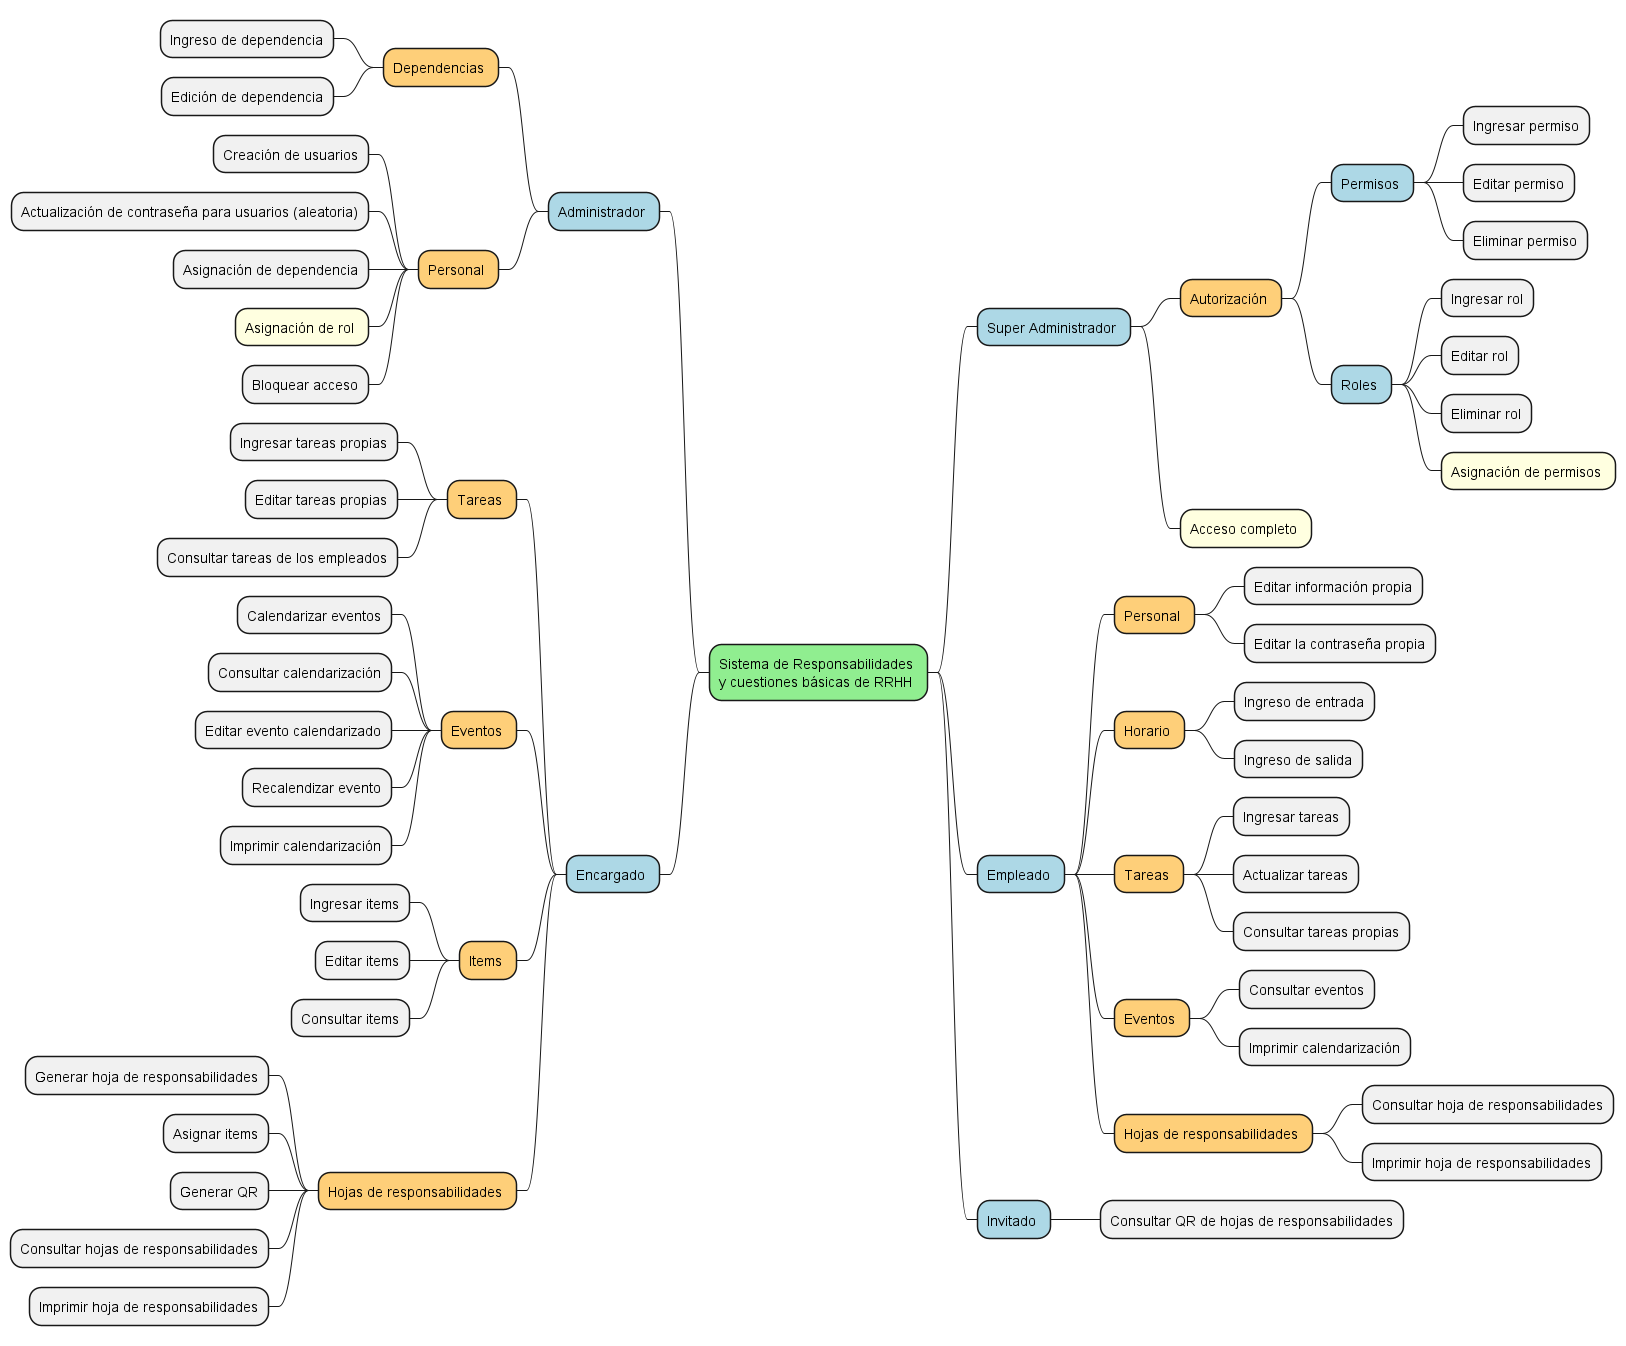 Sistema de Responsabilidades
y cuestiones básicas de RRHH
Administrador
Dependencias
Ingreso de dependencia
Edición de dependencia
Personal
Creación de usuarios
Actualización de contraseña para usuarios (aleatoria)
Asignación de dependencia
Asignación de rol
Bloquear acceso
Encargado
Tareas
Ingresar tareas propias
Editar tareas propias
Consultar tareas de los empleados
Eventos
Calendarizar eventos
Consultar calendarización
Editar evento calendarizado
Recalendizar evento
Imprimir calendarización
Items
Ingresar items
Editar items
Consultar items
Hojas de responsabilidades
Generar hoja de responsabilidades
Asignar items
Generar QR
Consultar hojas de responsabilidades
Imprimir hoja de responsabilidades
Super Administrador
Autorización
Permisos
Ingresar permiso
Editar permiso
Eliminar permiso
Roles
Ingresar rol
Editar rol
Eliminar rol
Asignación de permisos
Acceso completo
Empleado
Personal
Editar información propia
Editar la contraseña propia
Horario
Ingreso de entrada
Ingreso de salida
Tareas
Ingresar tareas
Actualizar tareas
Consultar tareas propias
Eventos
Consultar eventos
Imprimir calendarización
Hojas de responsabilidades
Consultar hoja de responsabilidades
Imprimir hoja de responsabilidades
Invitado
Consultar QR de hojas de responsabilidades